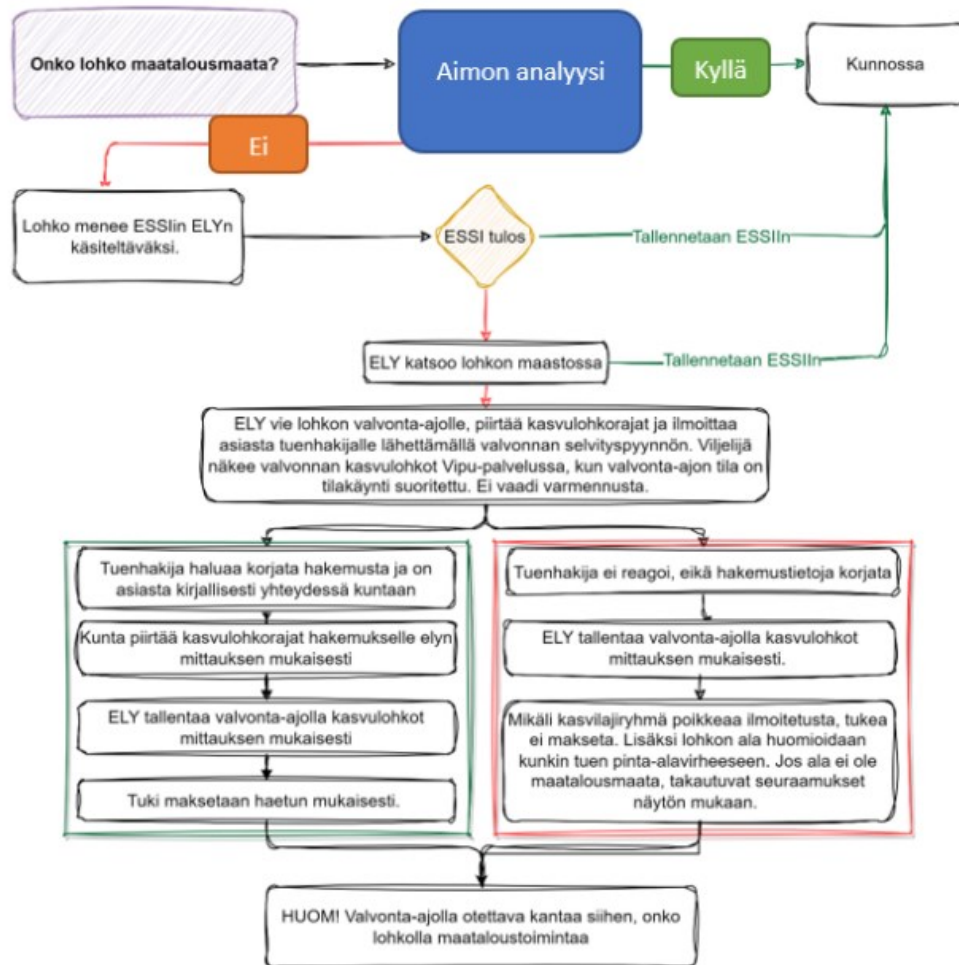 Onko lohko maatalousmaata?
Aimon analyysi
Kyllä
Kunnossa
Ei
Lohko menee ESSIin ELYn
käsiteltäväksi.
ESSI tulos
Tallennetaan ESSIIn
ELY katsoo lohkon maastossa
Tallennetaan ESSIIn
ELY vie lohkon valvonta-ajolle, piirtää kasvulohkorajat ja ilmoittaa
asiasta tuenhakijalle lähettämällä valvonnan selvityspyynnön. Viljelijä
näkee valvonnan kasvulohkot Vipu-palvelussa, kun valvonta-ajon tila on
tilakäynti suoritettu. Ei vaadi varmennusta.
Tuenhakija haluaa korjata hakemusta ja on
asiasta kirjallisesti yhteydessä kuntaan
Kunta piirtää kasvulohkorajat hakemukselle elyn
mittauksen mukaisesti
ELY tallentaa valvonta-ajolla kasvulohkot
mittauksen mukaisesti
Tuki maksetaan haetun mukaisesti.
Tuenhakija ei reagoi, eikä hakemustietoja korjata
ELY tallentaa valvonta-ajolla kasvulohkot
mittauksen mukaisesti.
Mikäli kasvilajiryhmä poikkeaa ilmoitetusta, tukea
ei makseta. Lisäksi lohkon ala huomioidaan
kunkin tuen pinta-alavirheeseen. Jos ala ei ole
maatalousmaata, takautuvat seuraamukset
näytön mukaan.
HUOM! Valvonta-ajolla otettava kantaa siihen, onko
lohkolla maataloustoimintaa